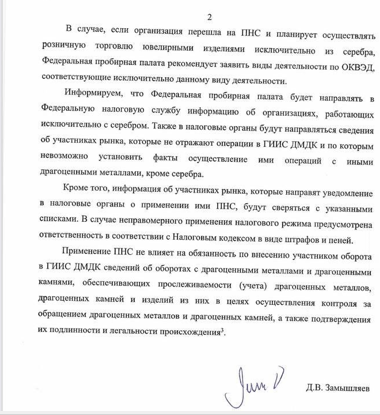 2
В случае, если организация перешла на ПНС и планирует осуществлять
розничную торговлю ювелирными изделиями исключительно из серебра,
Федеральная пробирная палата рекомендует заявить виды деятельности по ОКВЭД,
соответствующие исключительно данному виду деятельности.
Информируем, что Федеральная пробирная палата будет направлять в
Федеральную налоговую службу информацию об организациях, работающих
исключительно с серебром. Также в налоговые органы будут направляться сведения
об участниках рынка, которые не отражают операции в ГИИС ДМДК и по которым
невозможно установить факты осуществление ими операций с иными
драгоценными металлами, кроме серебра.
Кроме того, информация об участниках рынка, которые направят уведомление
в налоговые органы о применении ими ПНС, будут сверяться с указанными
списками. В случае неправомерного применения налогового режима предусмотрена
ответственность в соответствии с Налоговым кодексом в виде штрафов и пеней.
Применение ПНС не влияет на обязанность по внесению участником оборота
в ГИИС ДМДК сведений об оборотах с драгоценными металлами и драгоценными
камнями, обеспечивающих прослеживаемости (учета) драгоценных металлов,
драгоценных камней и изделий из них в целях осуществления контроля за
обращением драгоценных металлов и драгоценных камней, а также подтверждения
их подлинности и легальности происхождения³.
Д.В. Замышляев